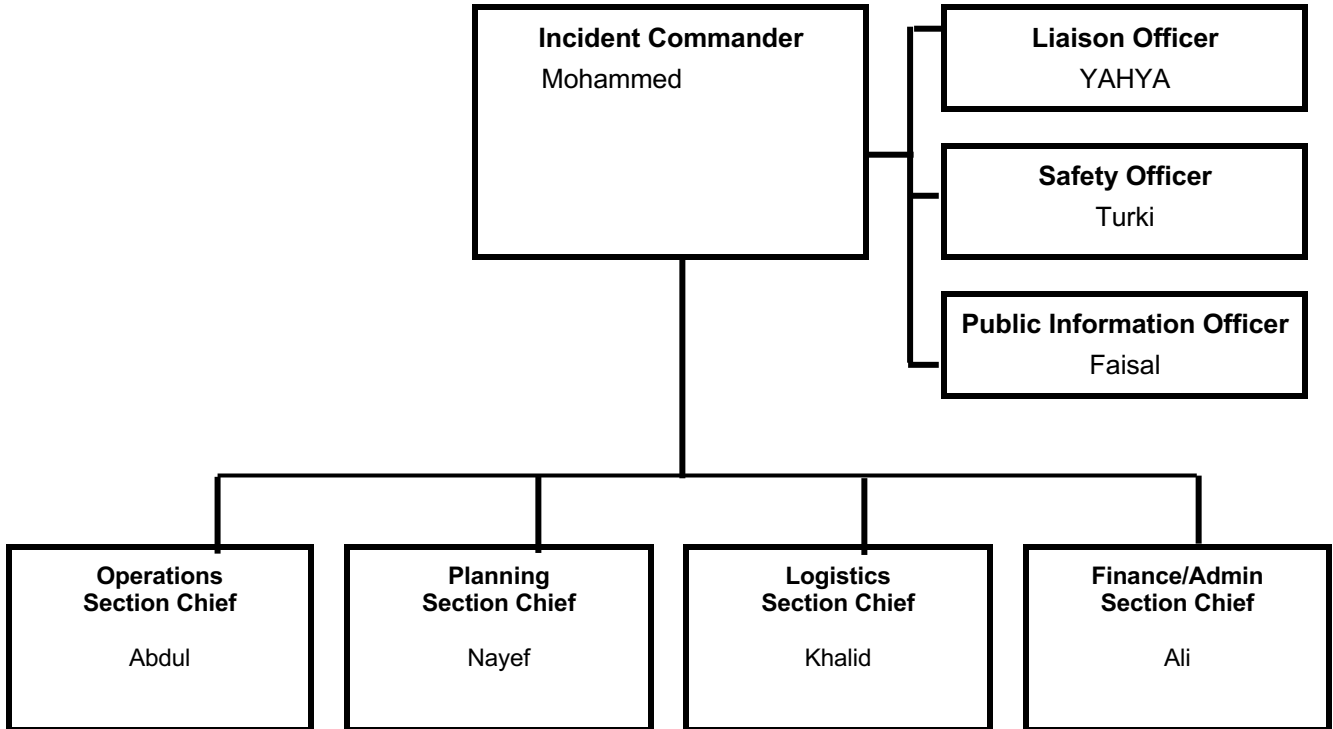 Incident Commander
Mohammed
Liaison Officer
YAHYA
Safety Officer
Turki
Public Information Officer
Faisal
Operations
Section Chief
Abdul
Planning
Section Chief
Nayef
Logistics
Section Chief
Khalid
Finance/Admin
Section Chief
Ali